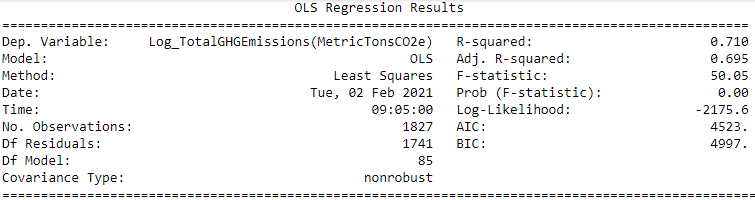 OLS Regression Results
==============================================================================================
Dep. Variable: Log_TotalGHGEmissions(MetricTonsCO2e) R-squared: 0.710
Model: OLS Adj. R-squared: 0.695
Method: Least Squares F-statistic: 50.05
Date: Tue, 02 Feb 2021 Prob (F-statistic): 0.00
Time: 09:05:00 Log-Likelihood: -2175.6
No. Observations: 1827 AIC: 4523.
Df Residuals: 1741 BIC: 4997.
Df Model: 85
Covariance Type: nonrobust
==============================================================================================